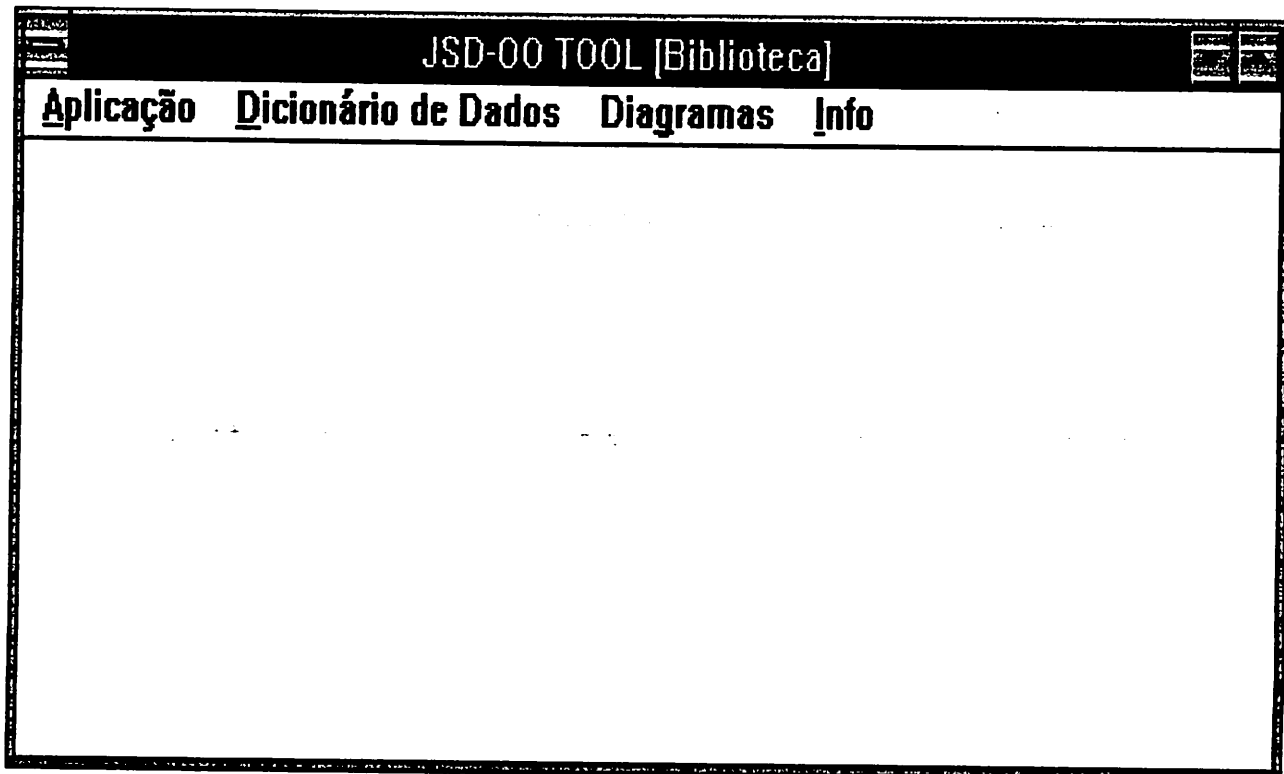 JSD-OO TOOL [Biblioteca]
Aplicação Dicionário de Dados Diagramas Info